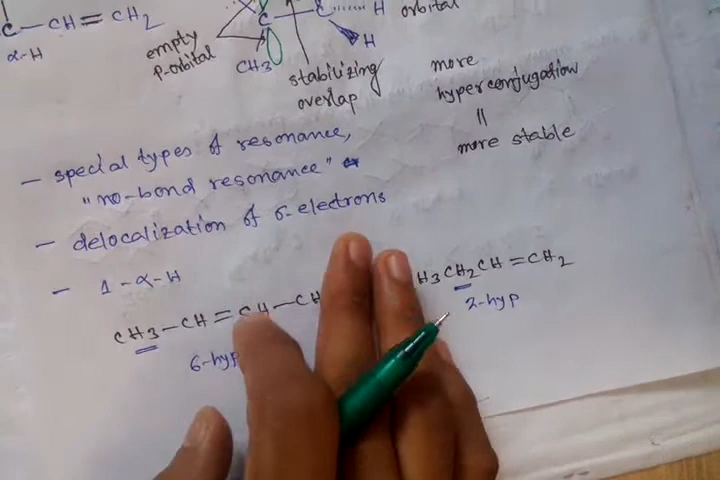 C - CH = CH2
α-H
empty
p-orbital
C
CH3
C
H
H
orbital
stabilizing
overlap
more
hyperconjugation
||
more stable
- special types of resonance,
"no-bond resonance"
- delocalization of σ-electrons
- 1-α-H
CH3-CH=CH-CH
6-hyp
H3CH2CH=CH2
2-hyp